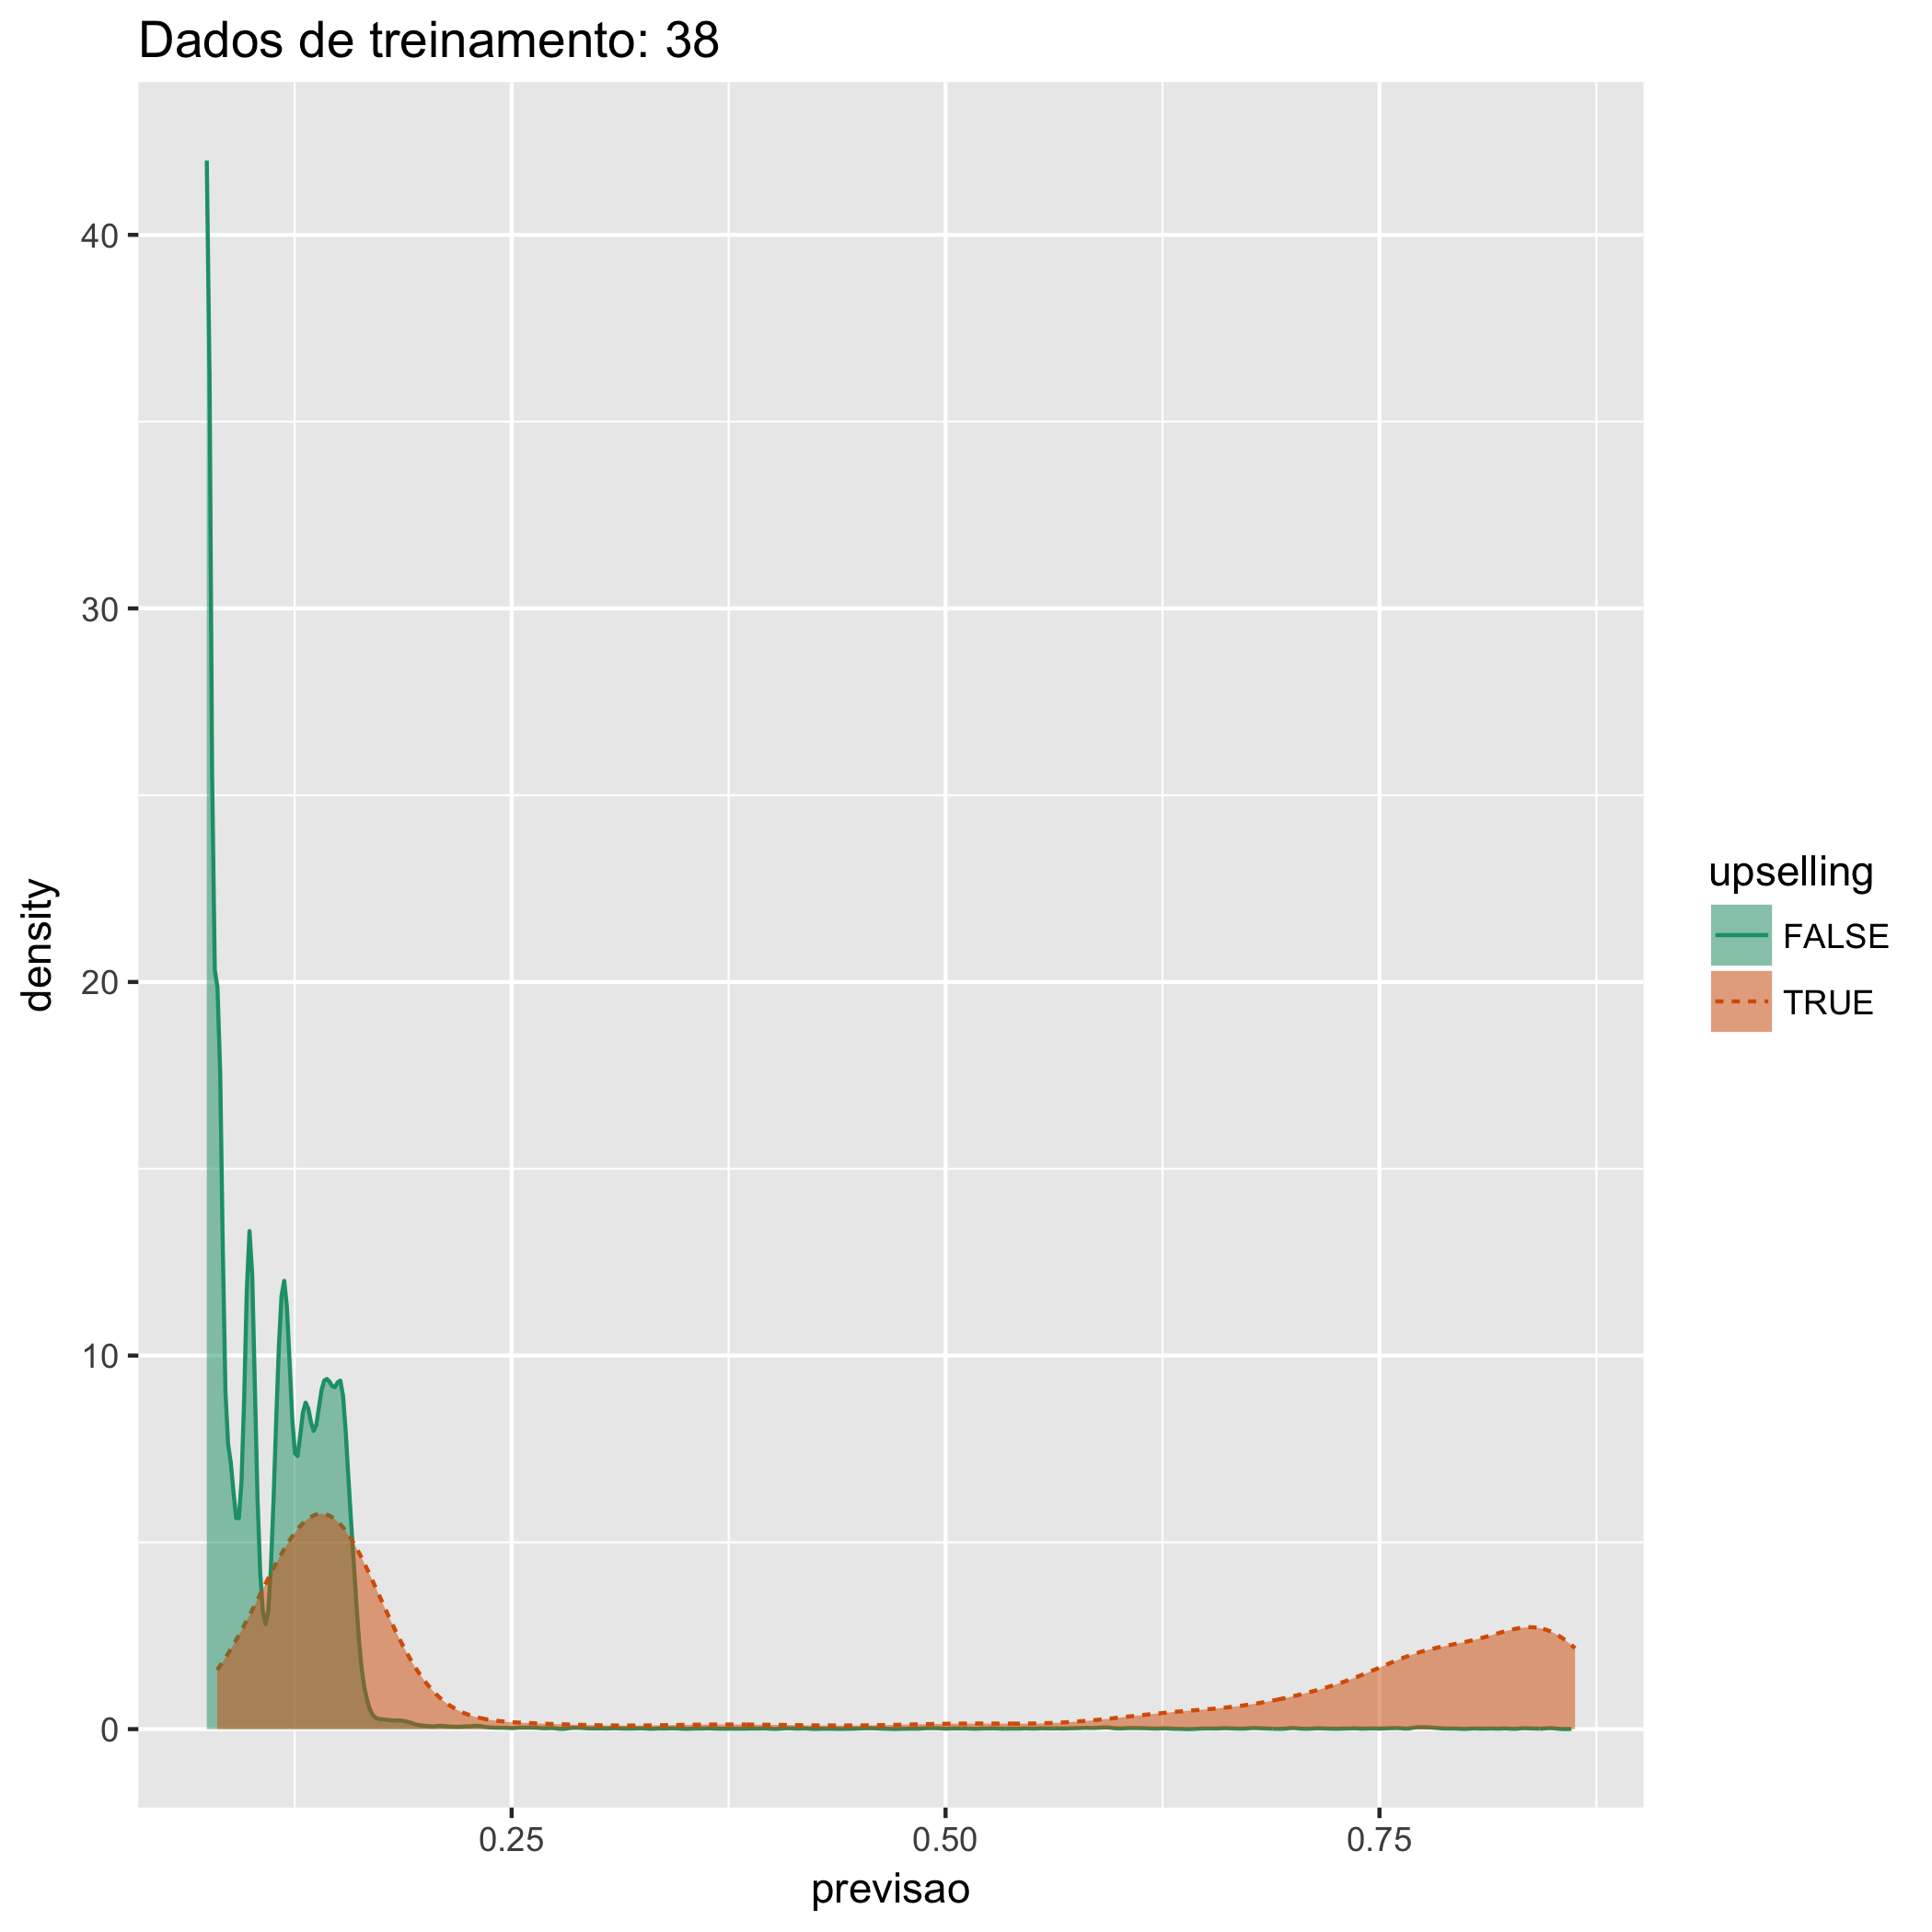 Dados de treinamento: 38
40
30
20
10
0
density
0.25
0.50
0.75
previsao
upselling
FALSE
TRUE